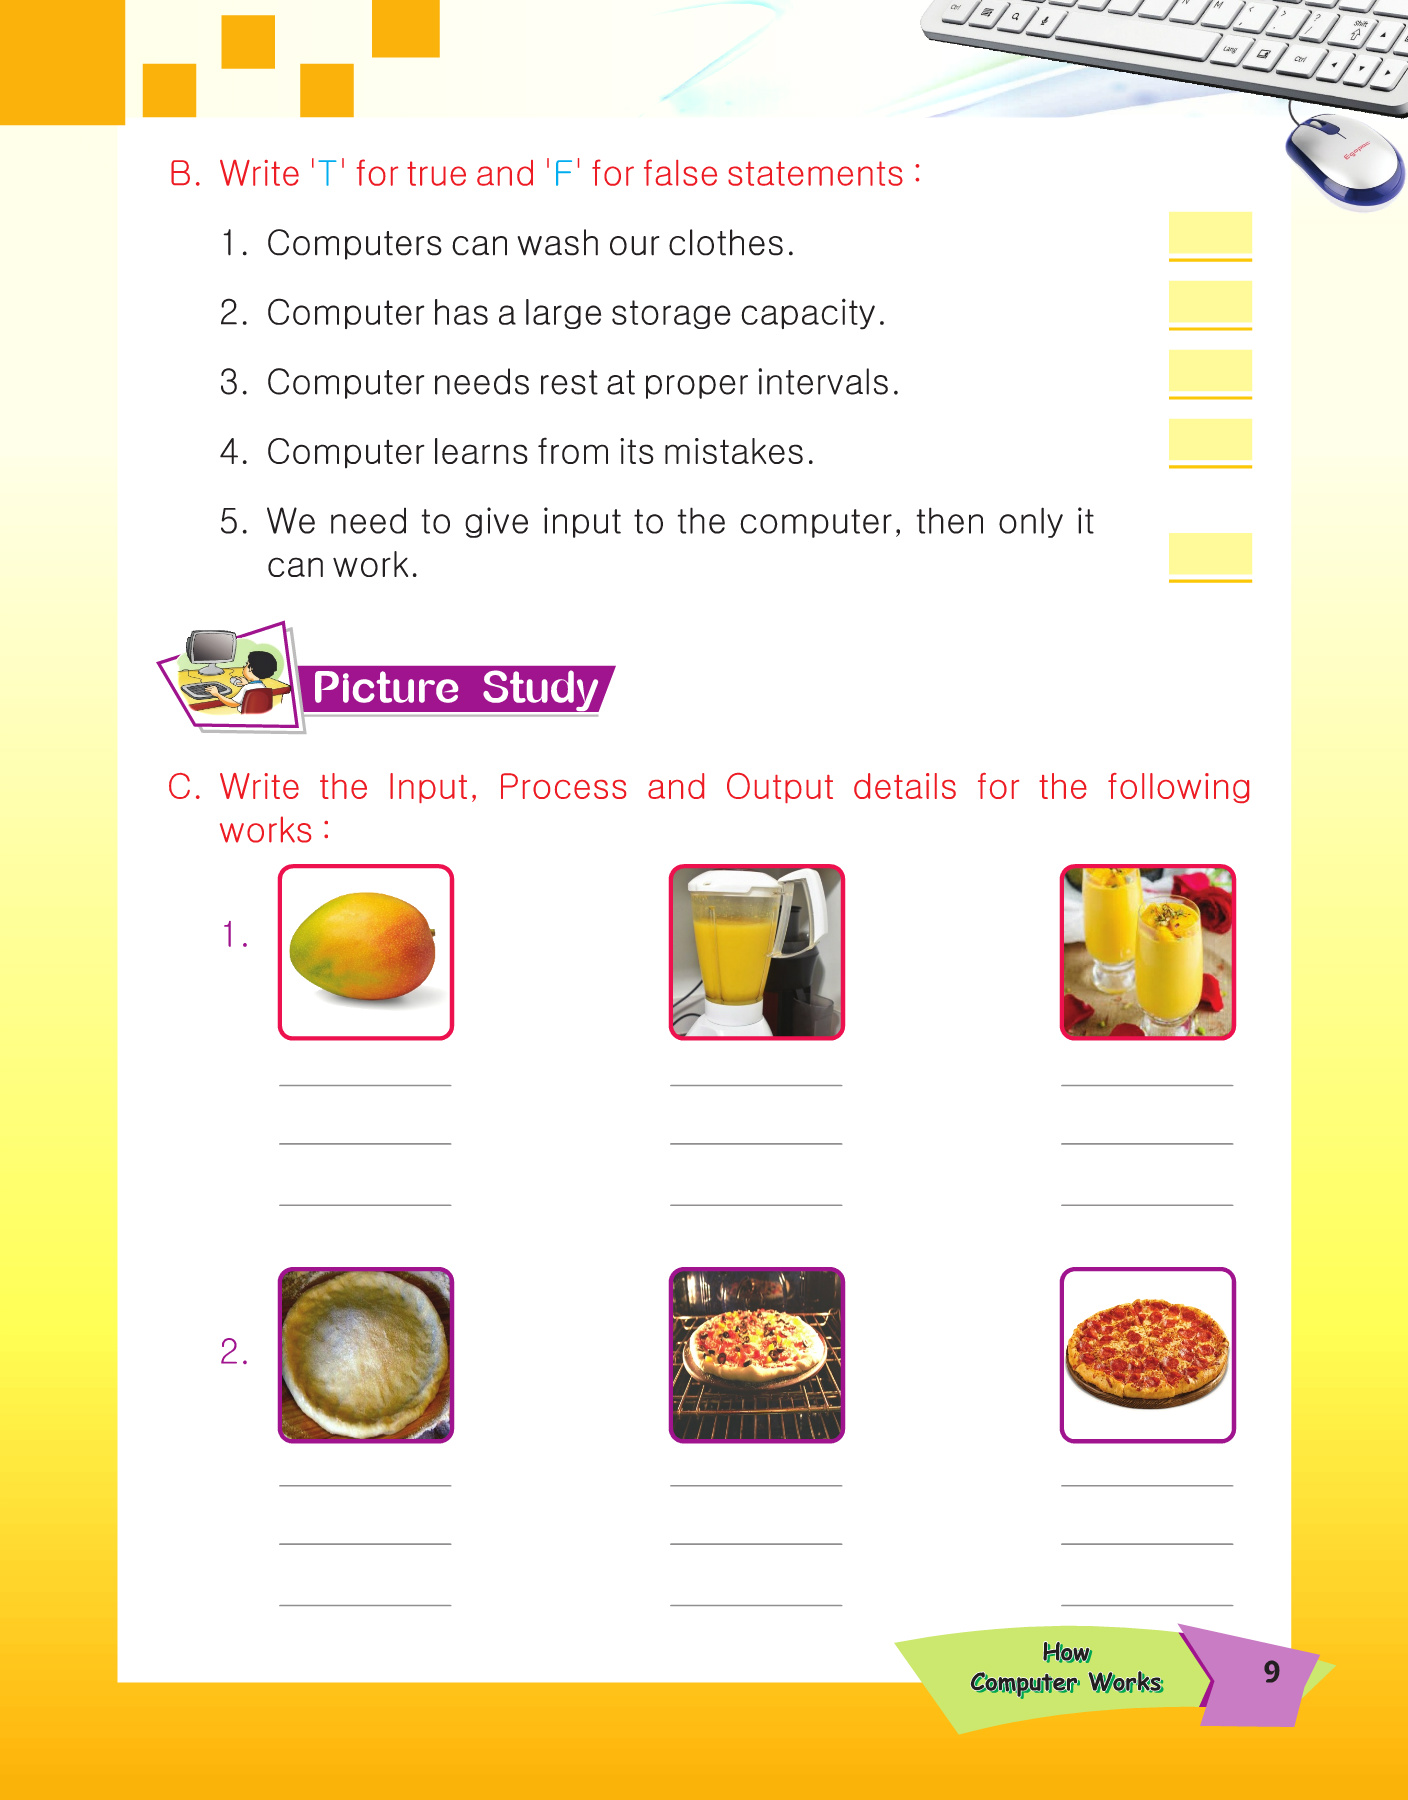 B. Write 'T' for true and 'F' for false statements :
1. Computers can wash our clothes.
2. Computer has a large storage capacity.
3. Computer needs rest at proper intervals.
4. Computer learns from its mistakes.
5. We need to give input to the computer, then only it
can work.
Picture Study
C. Write the Input, Process and Output details for the following
works :
1.
2.
How
Computer Works
9